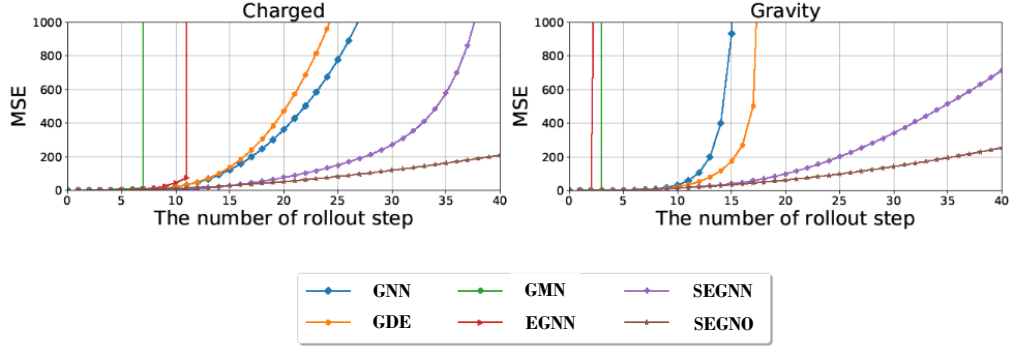 Charged
Gravity
MSE
1000
800
600
400
200
0
0 5 10 15 20 25 30 35 40
The number of rollout step
MSE
1000
800
600
400
200
0
0 5 10 15 20 25 30 35 40
The number of rollout step
GNN GMN SEGNN
GDE EGNN SEGNO